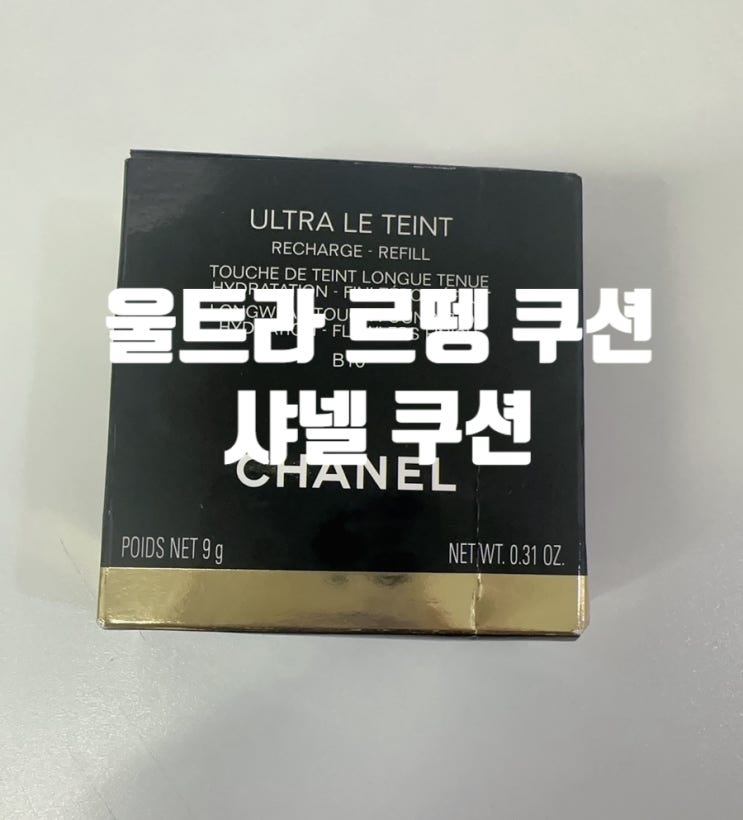 ULTRA LE TEINT
RECHARGE - REFILL
TOUCHE DE TEINT LONGUE TENUE
HYDRATATION -
울트라 르뗑 쿠션
샤넬 쿠션
CHANEL
POIDS NET 9 g
NET WT. 0.31 OZ.